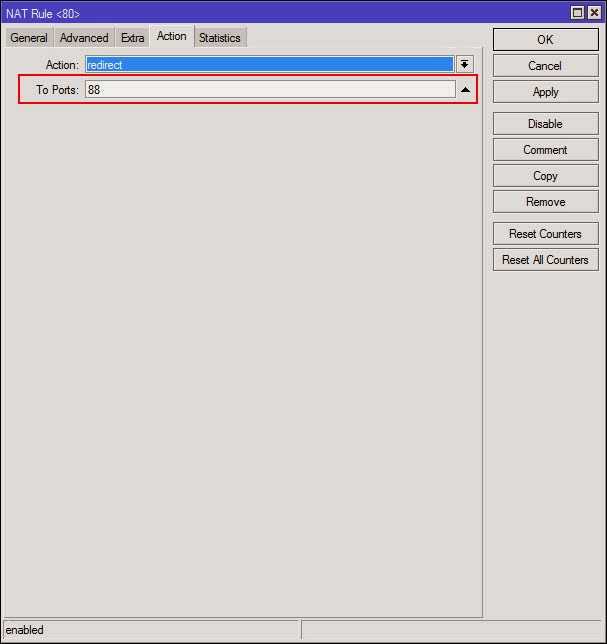 NAT Rule <80>
General Advanced Extra Action Statistics
Action: redirect
To Ports: 88
OK
Cancel
Apply
Disable
Comment
Copy
Remove
Reset Counters
Reset All Counters
enabled